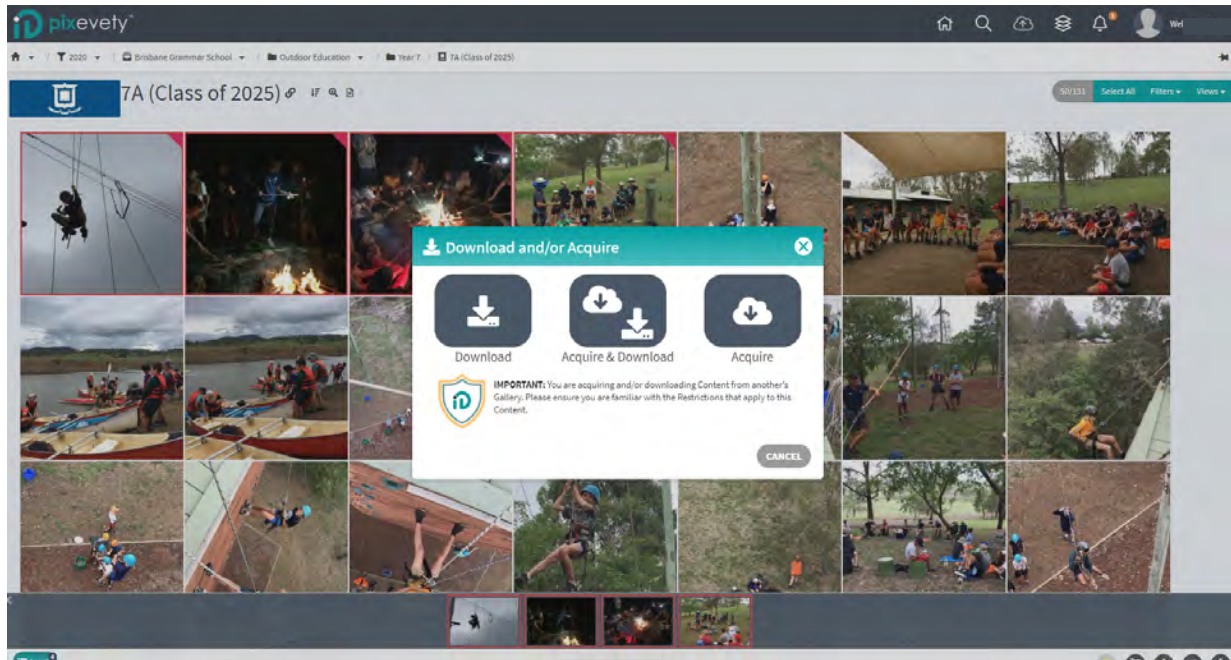 pixevety
Wel
2020
Brisbane Grammar School
Outdoor Education
Year 7
7A (Class of 2025)
7A (Class of 2025)
50/131
Select All
Filters
Views
Download and/or Acquire
Download
Acquire & Download
Acquire
IMPORTANT: You are acquiring and/or downloading Content from another's
Gallery. Please ensure you are familiar with the Restrictions that apply to this
Content.
CANCEL
4